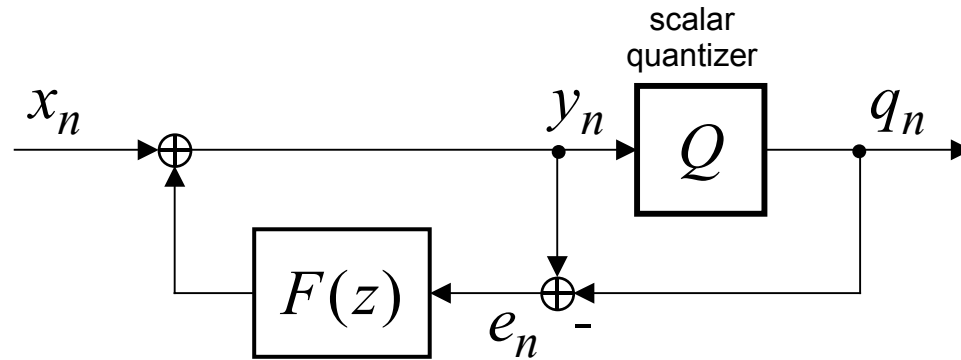 scalar
quantizer
x_n
y_n
Q
q_n
F(z)
e_n
-